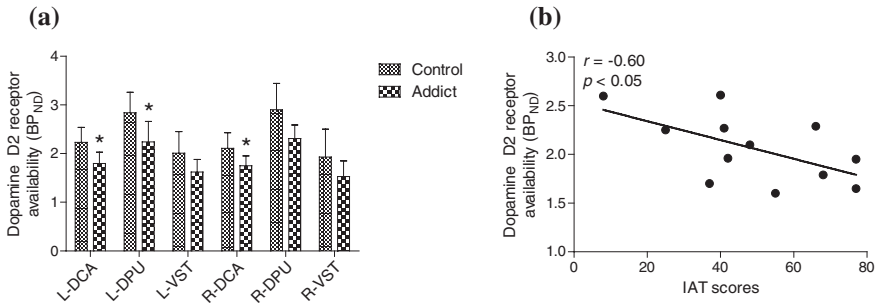 (a)
Dopamine D2 receptor
availability (BPND)
4
3
2
1
0
* * *
L-DCA
L-DPU
L-VST
R-DCA
R-DPU
R-VST
Control
Addict
(b)
Dopamine D2 receptor
availability (BPND)
3.0
2.5
2.0
1.5
1.0
r = -0.60
p < 0.05
0 20 40 60 80
IAT scores